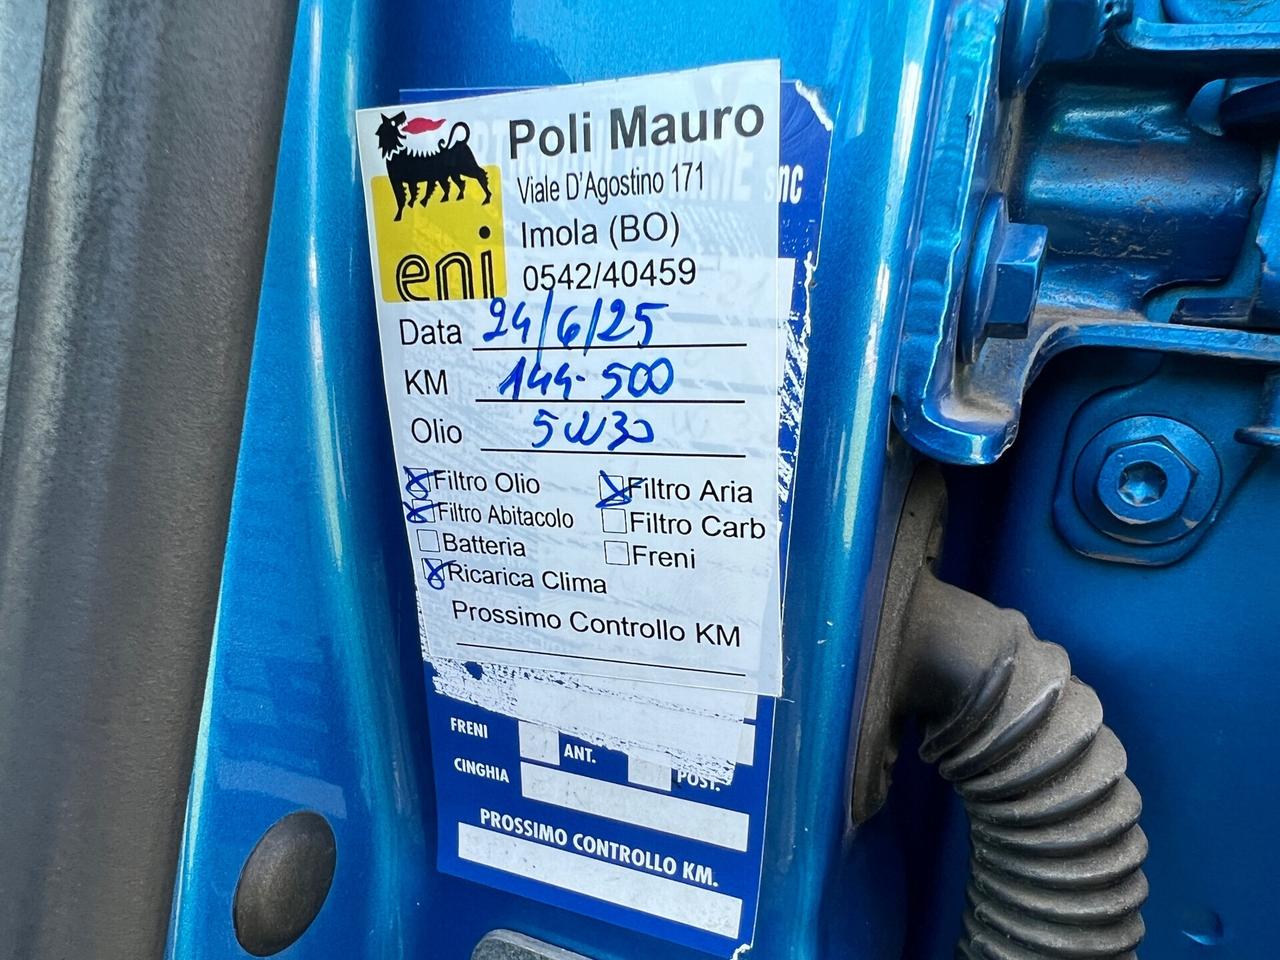 Poli Mauro
Viale D'Agostino 171
Imola (BO)
0542/40459
eni
snc
Data 24/6/25
KM 144.500
Olio 5W30
Filtro Olio Filtro Aria
Filtro Abitacolo Filtro Carb
Batteria Freni
Ricarica Clima
Prossimo Controllo KM
FRENI ANT. POST.
CINGHIA
PROSSIMO CONTROLLO KM.